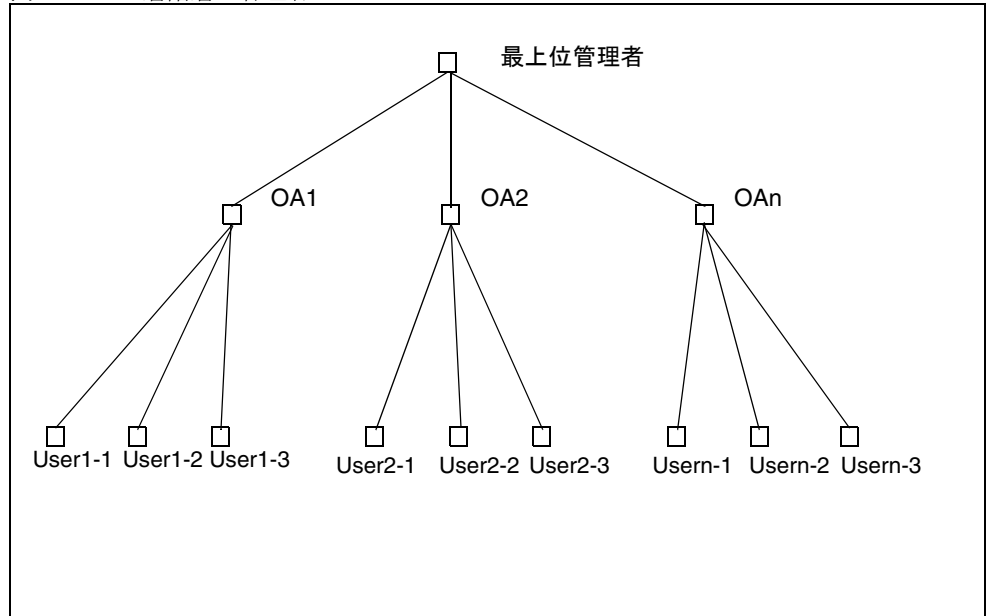 最上位管理者
OA1 OA2 OAn
User1-1 User1-2 User1-3
User2-1 User2-2 User2-3 Usern-1 Usern-2 Usern-3